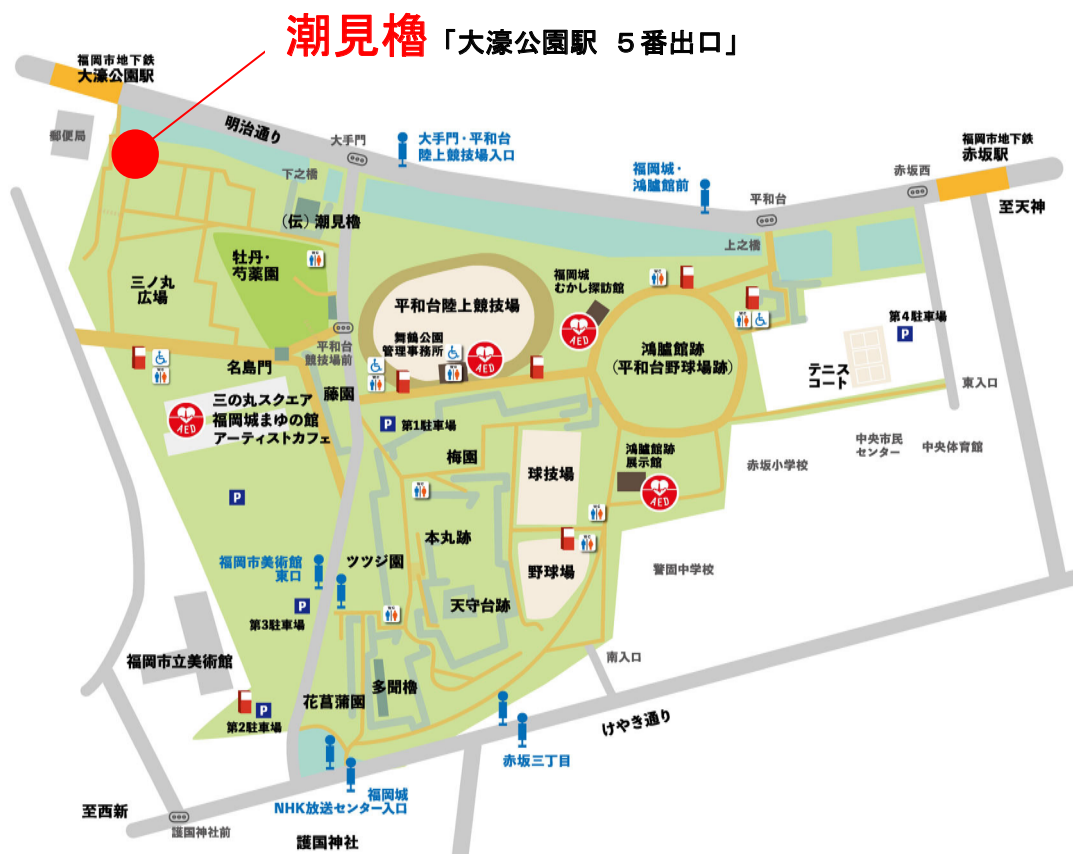 潮見櫓「大濠公園駅 5番出口」
福岡市地下鉄
大濠公園駅
郵便局
明治通り
大手門
大手門・平和台
陸上競技場入口
福岡城・
鴻臚館前
平和台
赤坂西
福岡市地下鉄
赤坂駅
至天神
下之橋
(伝)潮見櫓
上之橋
牡丹・
芍薬園
三ノ丸
広場
平和台陸上競技場
福岡城
むかし探訪館
舞鶴公園
管理事務所
AED
AED
鴻臚館跡
(平和台野球場跡)
第4駐車場
P
テニス
コート
東入口
名島門
平和台
競技場前
藤園
三の丸スクエア
福岡城まゆの館
アーティストカフェ
AED
P
第1駐車場
梅園
球技場
鴻臚館跡
展示館
AED
赤坂小学校
中央市民
センター
中央体育館
P
本丸跡
福岡市美術館
東口
ツツジ園
野球場
警固中学校
天守台跡
P
第3駐車場
福岡市立美術館
南入口
多聞櫓
花菖蒲園
P
第2駐車場
けやき通り
赤坂三丁目
福岡城
NHK放送センター入口
至西新
護国神社前
護国神社